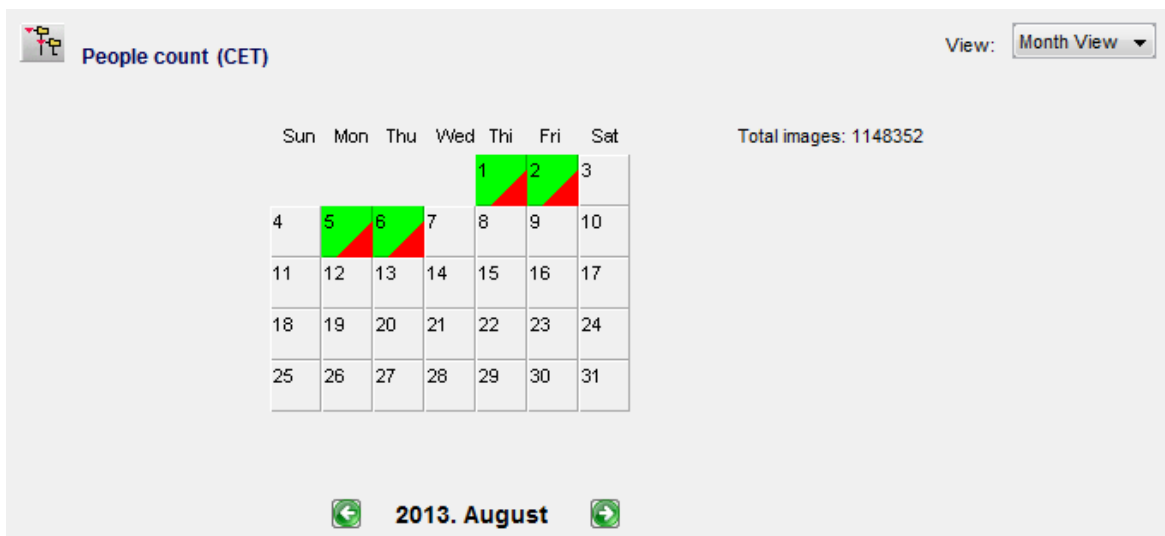 People count (CET)
View: Month View
Sun Mon Thu Wed Thi Fri Sat
Total images: 1148352
1 2 3
4 5 6 7 8 9 10
11 12 13 14 15 16 17
18 19 20 21 22 23 24
25 26 27 28 29 30 31
2013. August